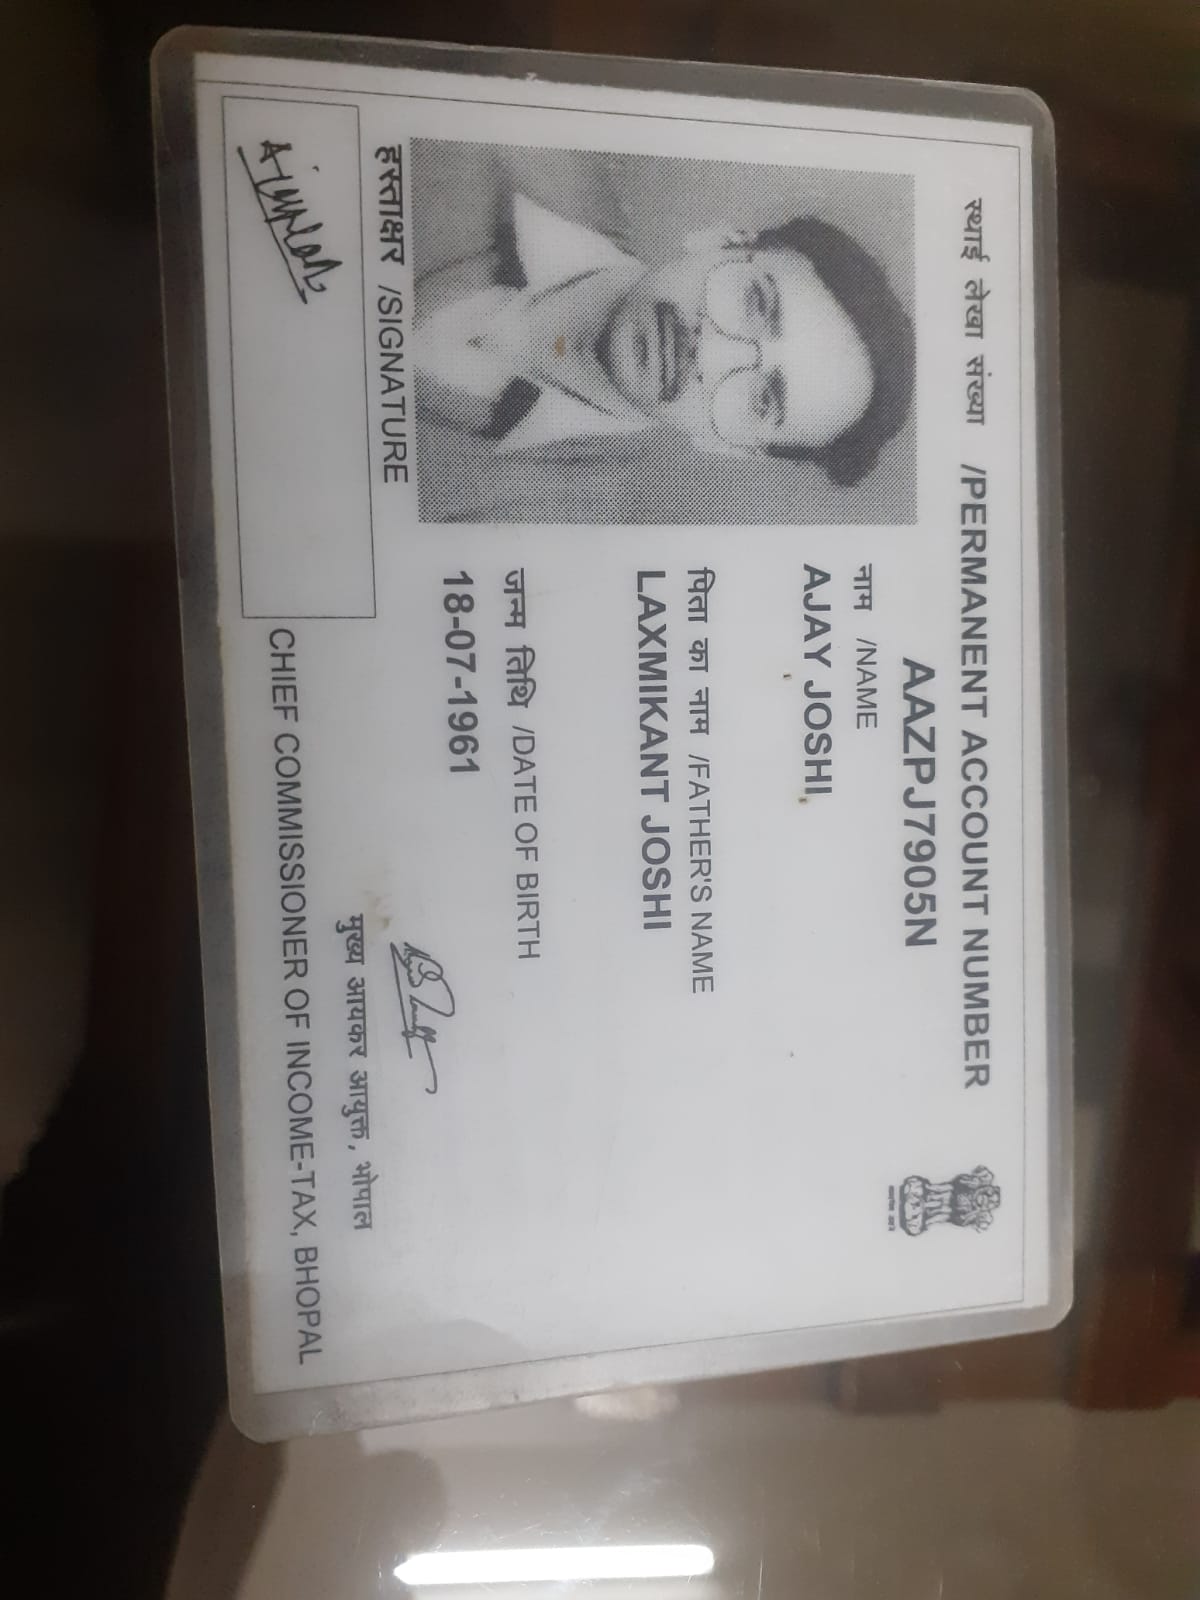 स्थाई लेखा संख्या /PERMANENT ACCOUNT NUMBER
AAZPJ7905N
नाम /NAME
AJAY JOSHI
पिता का नाम /FATHER'S NAME
LAXMIKANT JOSHI
जन्म तिथि /DATE OF BIRTH
18-07-1961
हस्ताक्षर /SIGNATURE
मुख्य आयकर आयुक्त, भोपाल
CHIEF COMMISSIONER OF INCOME-TAX, BHOPAL